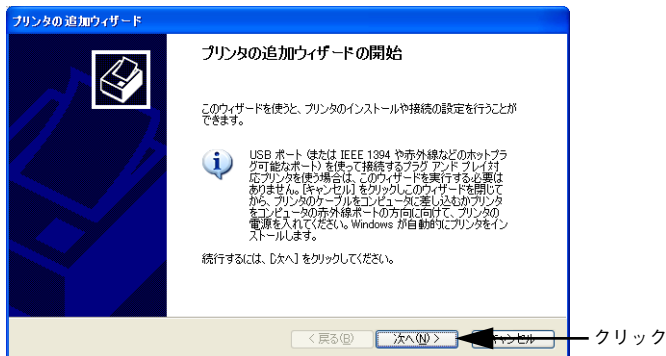 プリンタの追加ウィザード
プリンタの追加ウィザードの開始
このウィザードを使うと、プリンタのインストールや接続の設定を行うことが
できます。
USB ポート (または IEEE 1394 や赤外線などのホットプラ
グ可能なポート) を使って接続するプラグ アンド プレイ対
応プリンタを使う場合は、このウィザードを実行する必要は
ありません。[キャンセル] をクリックしこのウィザードを閉じて
から、プリンタのケーブルをコンピュータに差し込むかプリンタ
をコンピュータの赤外線ポートの方向に向けて、プリンタの
電源を入れてください。Windows が自動的にプリンタをイン
ストールします。
続行するには、[次へ] をクリックしてください。
< 戻る(B)
次へ(N) >
キャンセル
クリック